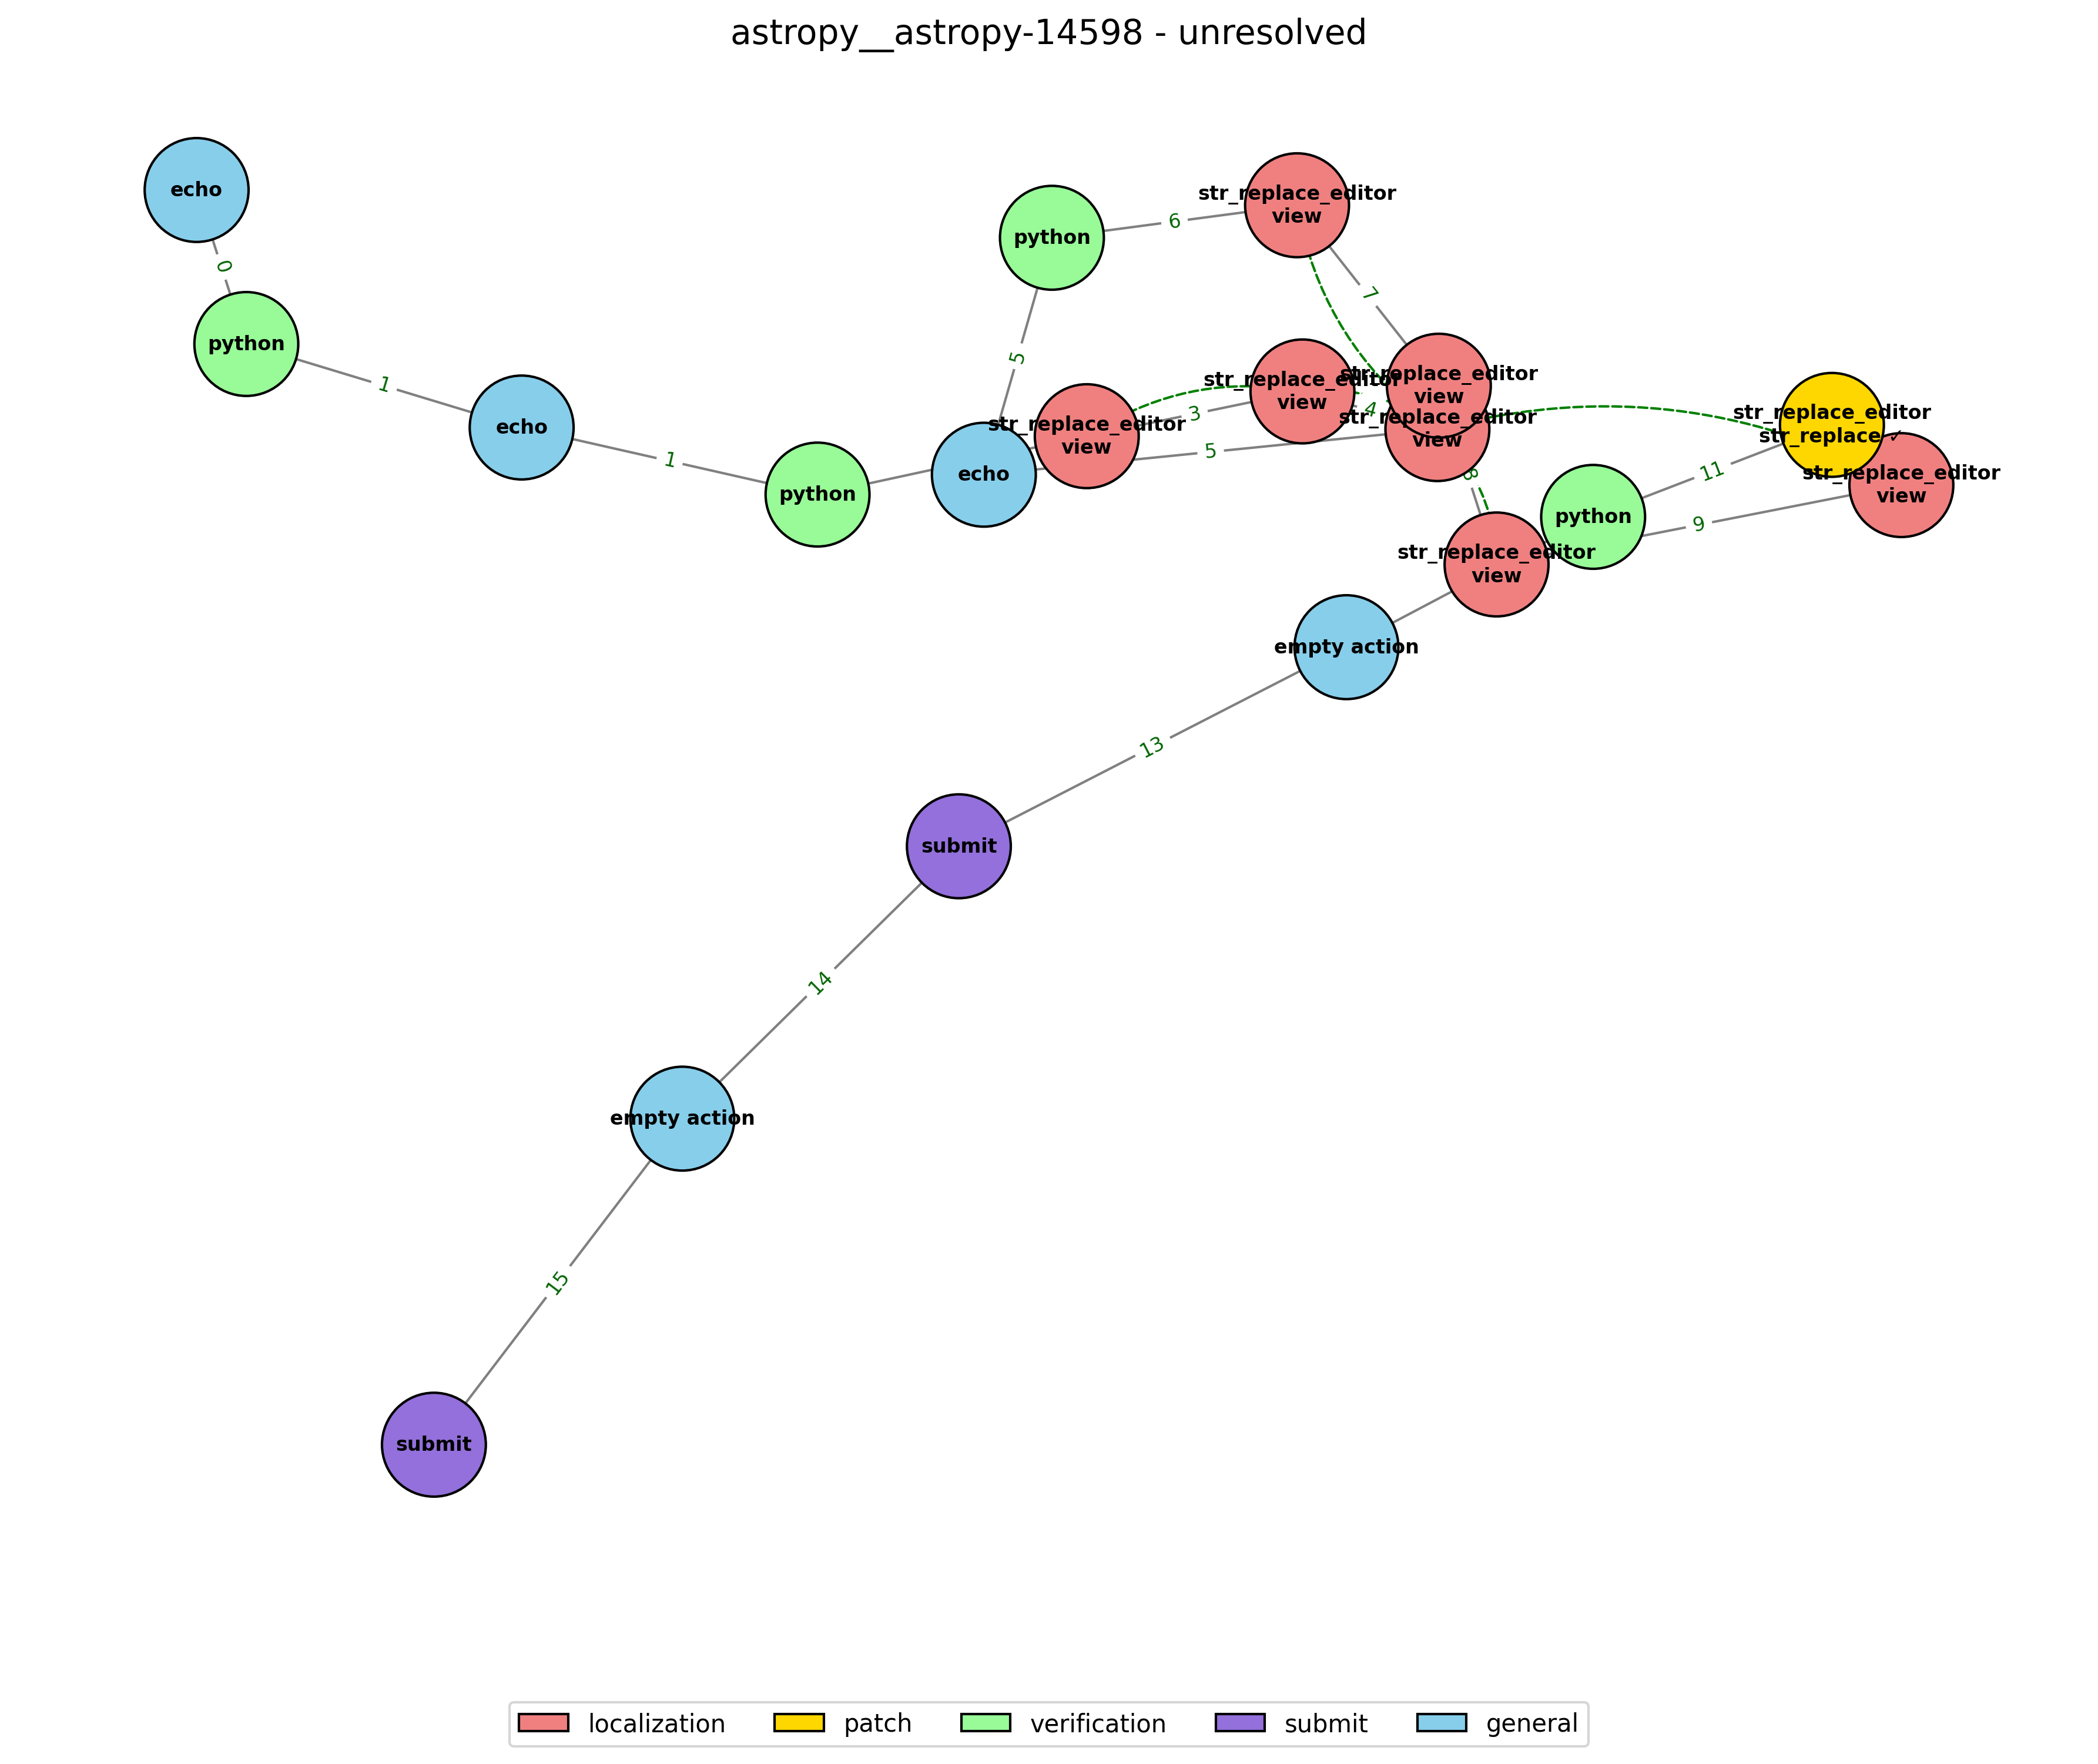 astropy__astropy-14598 - unresolved
echo
0
python
1
echo
1
python
echo
5
python
6
str_replace_editor
view
7
str_replace_editor
view
3
str_replace_editor
view
4
str_replace_editor
view
5
str_replace_editor
view
8
str_replace_editor
view
python
11
str_replace_editor
str_replace ✓
9
str_replace_editor
view
empty action
13
submit
14
empty action
15
submit
localization
patch
verification
submit
general